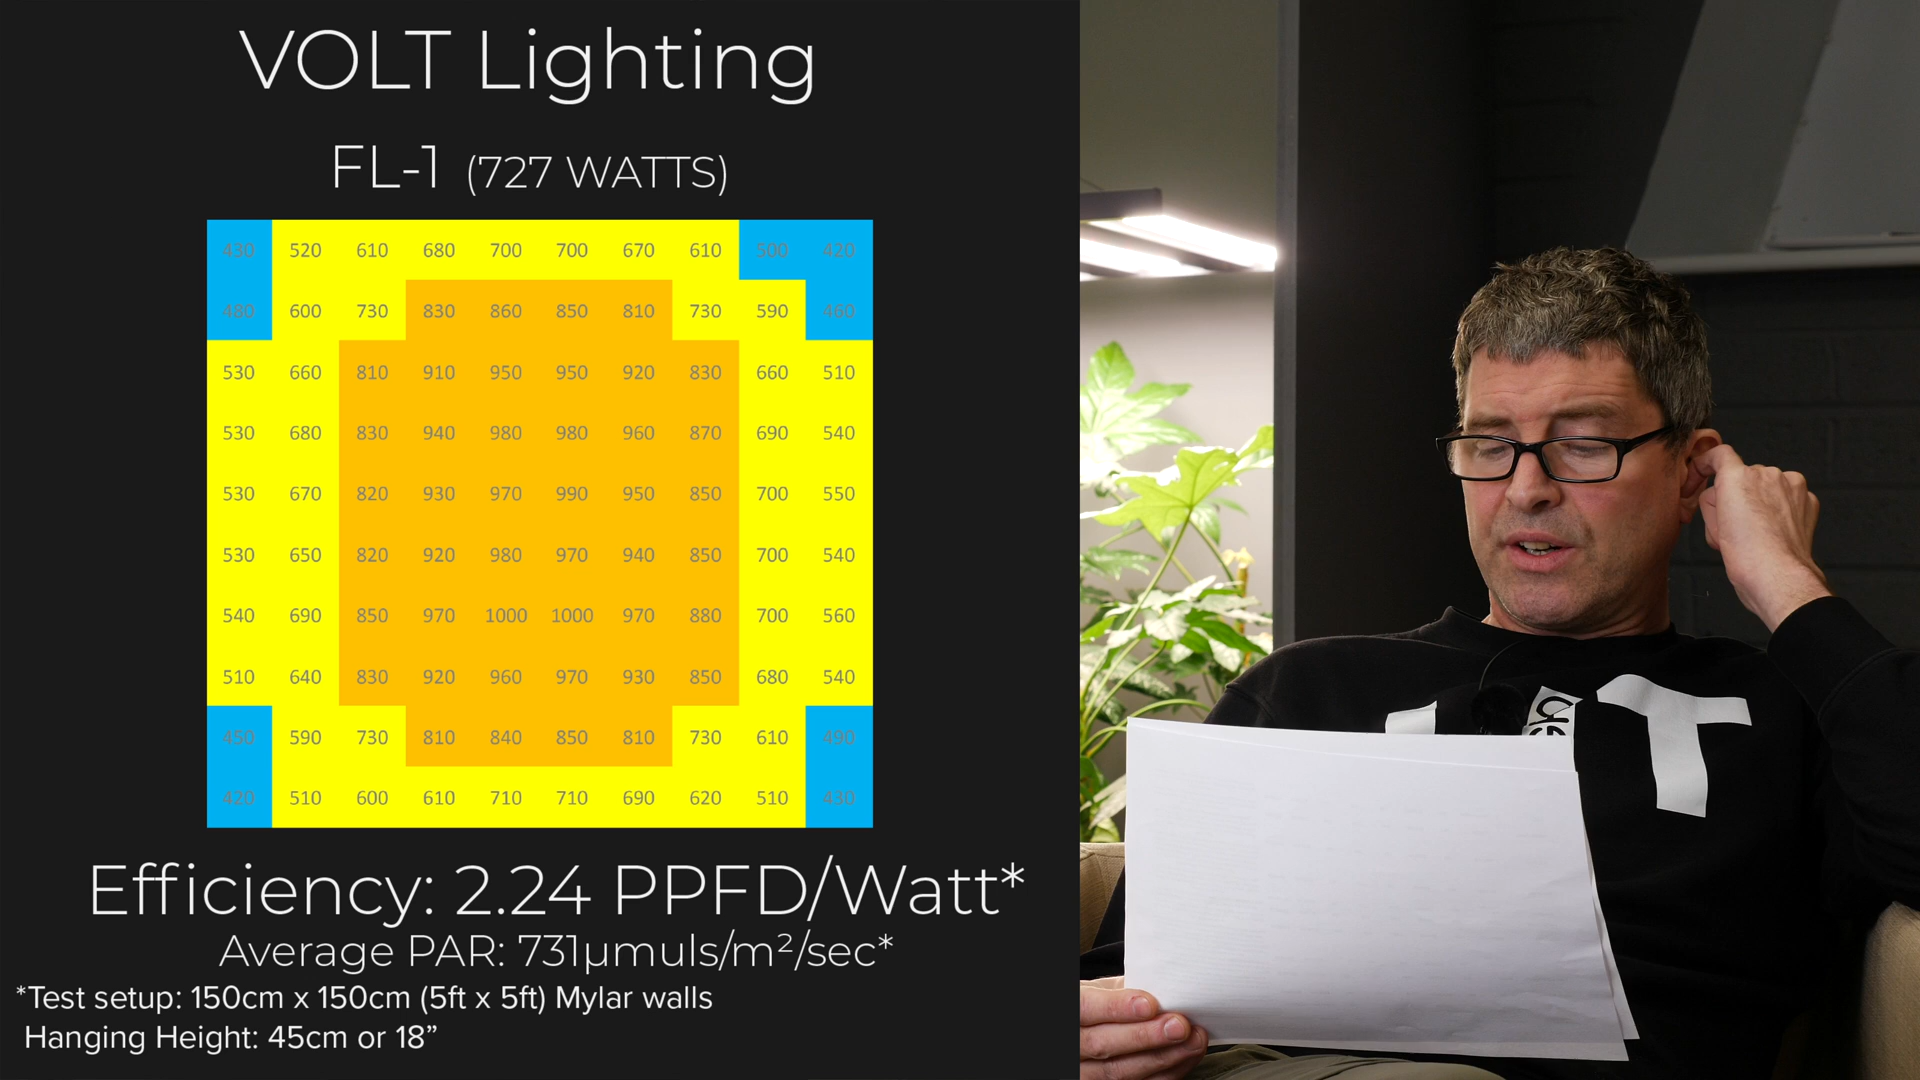 VOLT Lighting
FL-1 (727 WATTS)
430 520 610 680 700 700 670 610 500 420
480 600 730 830 860 850 810 730 590 460
530 660 810 910 950 950 920 830 660 510
530 680 830 940 980 980 960 870 690 540
530 670 820 930 970 990 950 850 700 550
530 650 820 920 980 970 940 850 700 540
540 690 850 970 1000 1000 970 880 700 560
510 640 830 920 960 970 930 850 680 540
450 590 730 810 840 850 810 730 610 490
420 510 600 610 710 710 690 620 510 430
Efficiency: 2.24 PPFD/Watt*
Average PAR: 731µmuls/m²/sec*
*Test setup: 150cm x 150cm (5ft x 5ft) Mylar walls
Hanging Height: 45cm or 18”